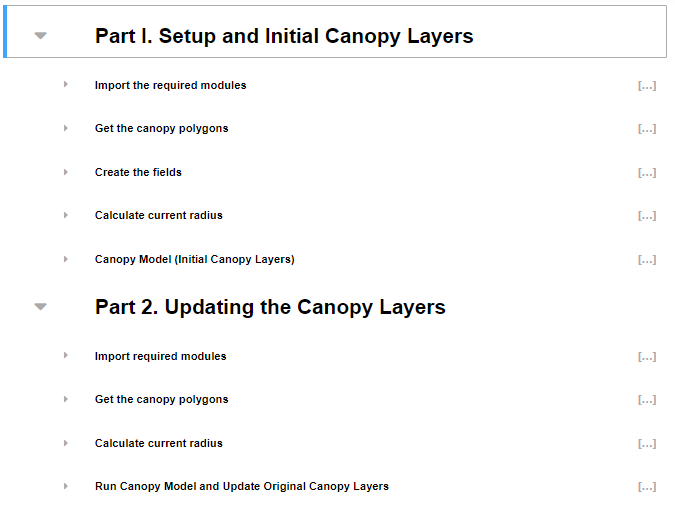 Part I. Setup and Initial Canopy Layers
Import the required modules [...]
Get the canopy polygons [...]
Create the fields [...]
Calculate current radius [...]
Canopy Model (Initial Canopy Layers) [...]
Part 2. Updating the Canopy Layers
Import required modules [...]
Get the canopy polygons [...]
Calculate current radius [...]
Run Canopy Model and Update Original Canopy Layers [...]